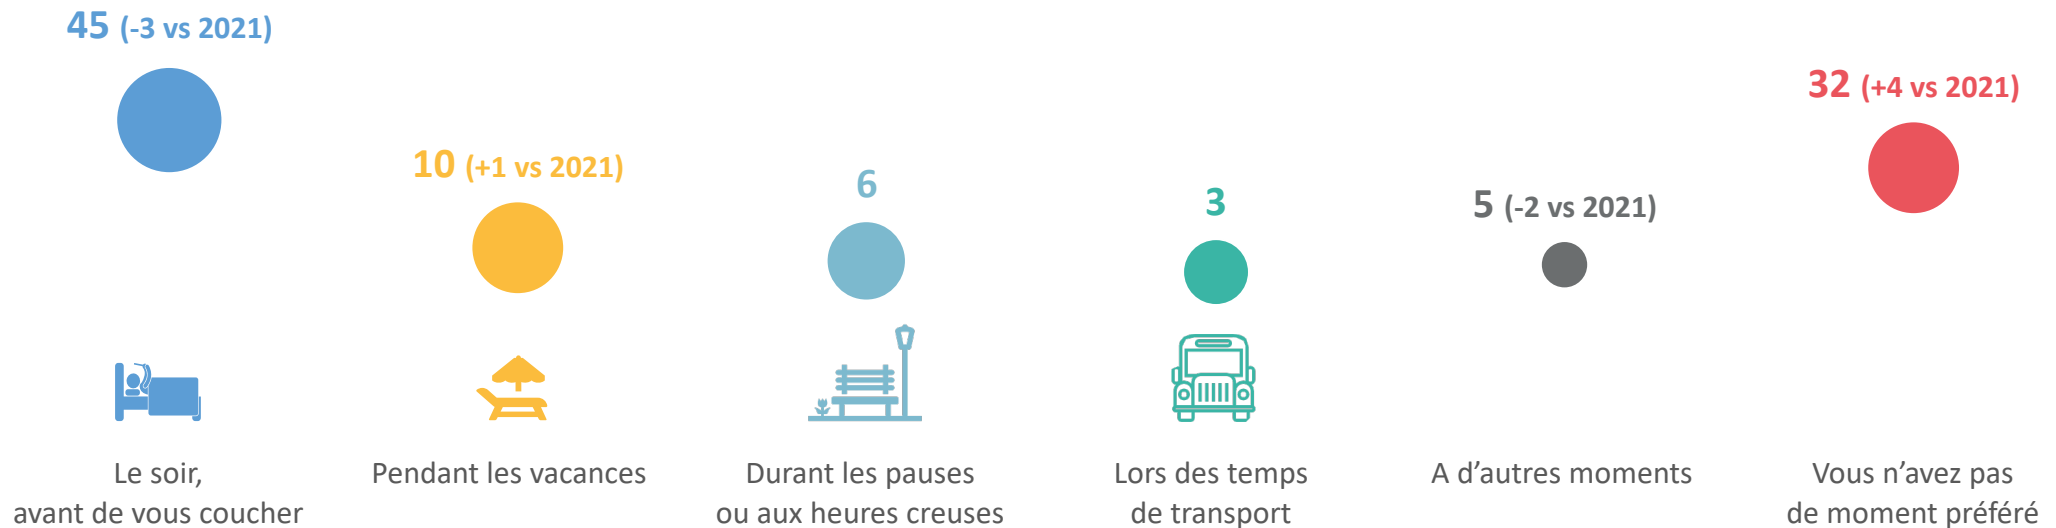 45 (-3 vs 2021)
Le soir,
avant de vous coucher
10 (+1 vs 2021)
Pendant les vacances
6
Durant les pauses
ou aux heures creuses
3
Lors des temps
de transport
5 (-2 vs 2021)
A d’autres moments
32 (+4 vs 2021)
Vous n’avez pas
de moment préféré